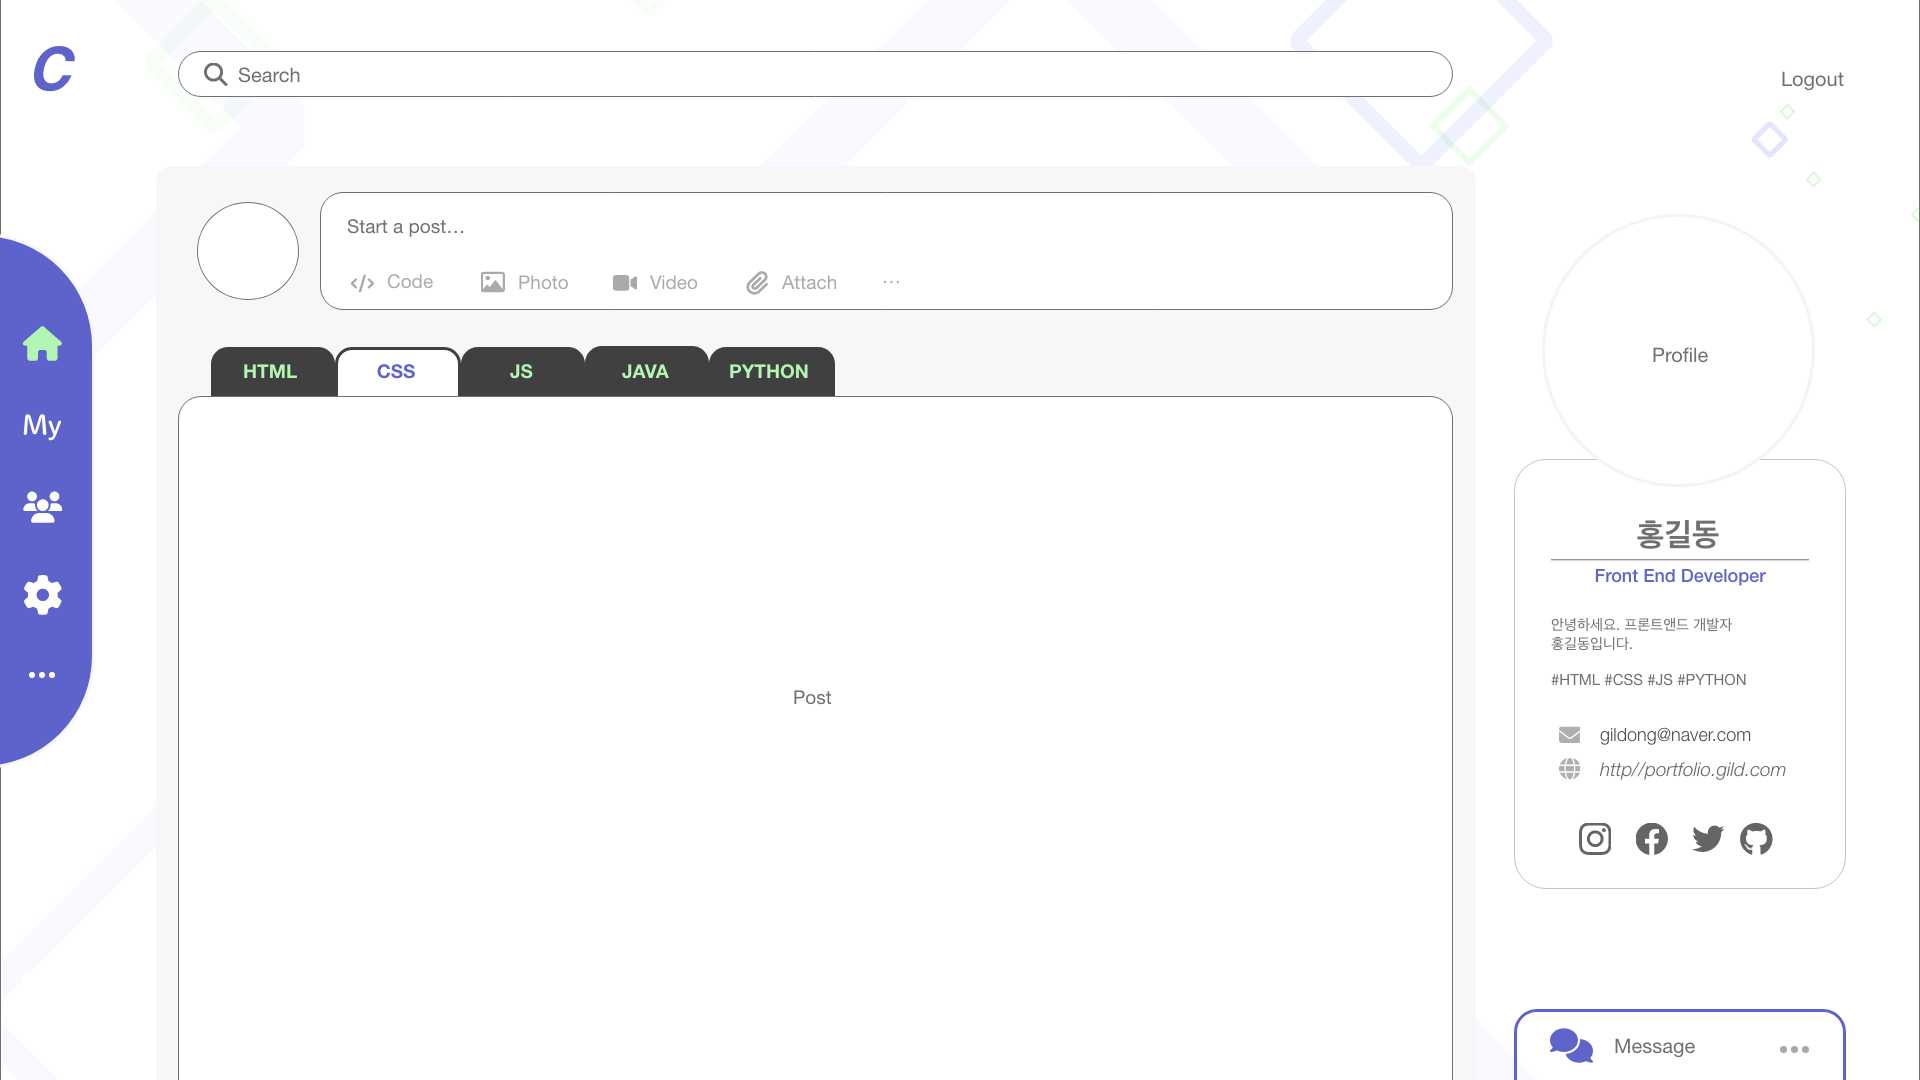 C
Search
Logout
Start a post...
Code
Photo
Video
Attach
...
HTML
CSS
JS
JAVA
PYTHON
My
Post
Profile
홍길동
Front End Developer
안녕하세요. 프론트앤드 개발자
홍길동입니다.
#HTML #CSS #JS #PYTHON
gildong@naver.com
http//portfolio.gild.com
Message